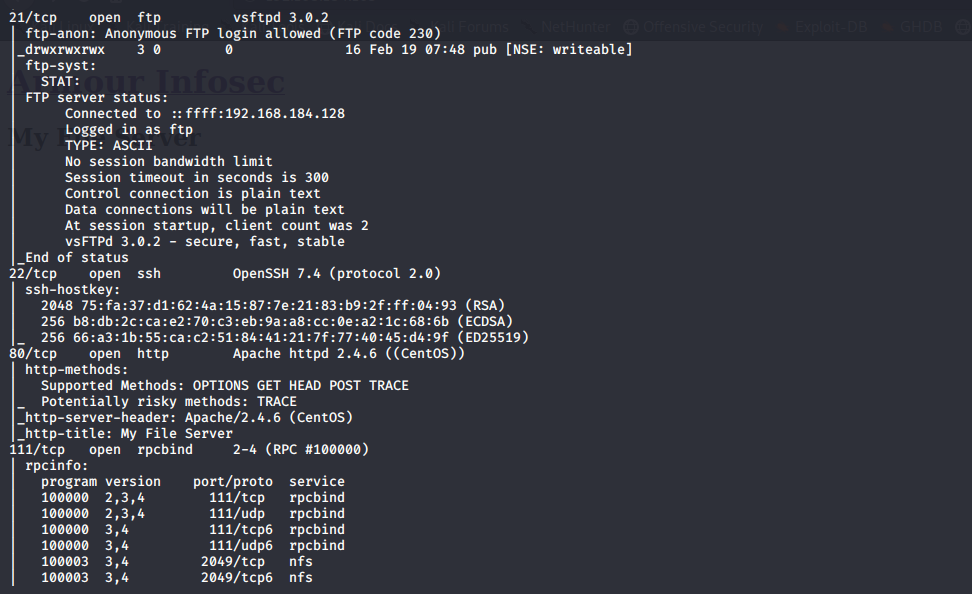 21/tcp    open  ftp         vsftpd 3.0.2
| ftp-anon: Anonymous FTP login allowed (FTP code 230)
|_drwxrwxrwx    3 0        0              16 Feb 19 07:48 pub [NSE: writeable]
| ftp-syst:
|   STAT:
| FTP server status:
|      Connected to ::ffff:192.168.184.128
|      Logged in as ftp
|      TYPE: ASCII
|      No session bandwidth limit
|      Session timeout in seconds is 300
|      Control connection is plain text
|      Data connections will be plain text
|      At session startup, client count was 2
|      vsFTPd 3.0.2 - secure, fast, stable
|_End of status
22/tcp    open  ssh         OpenSSH 7.4 (protocol 2.0)
| ssh-hostkey:
|   2048 75:fa:37:d1:62:4a:15:87:7e:21:83:b9:2f:ff:04:93 (RSA)
|   256 b8:db:2c:ca:e2:70:c3:eb:9a:a8:cc:0e:a2:1c:68:6b (ECDSA)
|_  256 66:a3:1b:55:ca:c2:51:84:41:21:7f:77:40:45:d4:9f (ED25519)
80/tcp    open  http        Apache httpd 2.4.6 ((CentOS))
| http-methods:
|   Supported Methods: OPTIONS GET HEAD POST TRACE
|_  Potentially risky methods: TRACE
|_http-server-header: Apache/2.4.6 (CentOS)
|_http-title: My File Server
111/tcp   open  rpcbind     2-4 (RPC #100000)
| rpcinfo:
|   program version    port/proto  service
|   100000  2,3,4        111/tcp   rpcbind
|   100000  2,3,4        111/udp   rpcbind
|   100000  3,4          111/tcp6  rpcbind
|   100000  3,4          111/udp6  rpcbind
|   100003  3,4         2049/tcp   nfs
|   100003  3,4         2049/tcp6  nfs
Forums NetHunter Offensive Security Exploit-DB GHDB
Armour Infosec
My